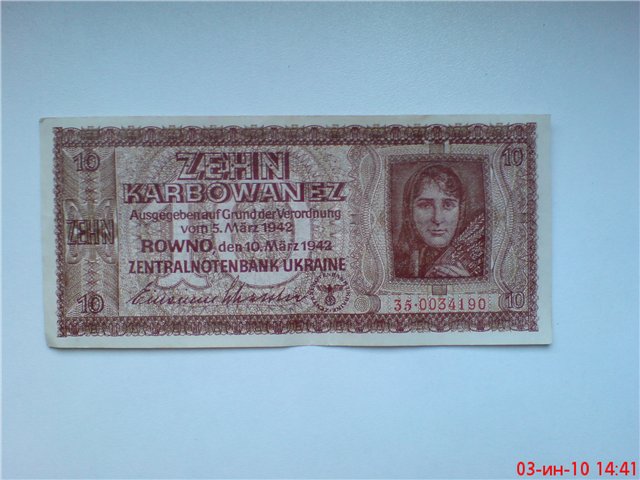 10
10
ZEHN
KARBOWANEZ
Ausgegeben auf Grund der Verordnung
vom 5. März 1942
ZEHN
ROWNO, den 10. März 1942
ZENTRALNOTENBANK UKRAINE
10
35·0034190
10
03-ин-10 14:41